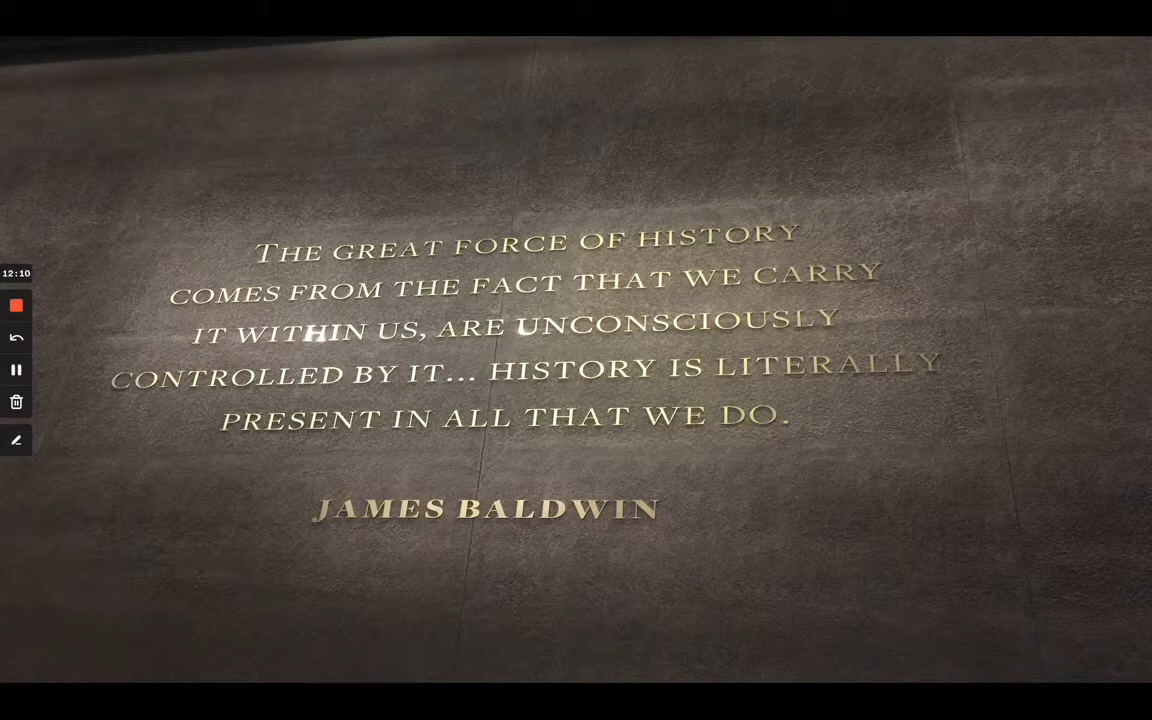 12:10
THE GREAT FORCE OF HISTORY
COMES FROM THE FACT THAT WE CARRY
IT WITHIN US, ARE UNCONSCIOUSLY
CONTROLLED BY IT... HISTORY IS LITERALLY
PRESENT IN ALL THAT WE DO.
JAMES BALDWIN